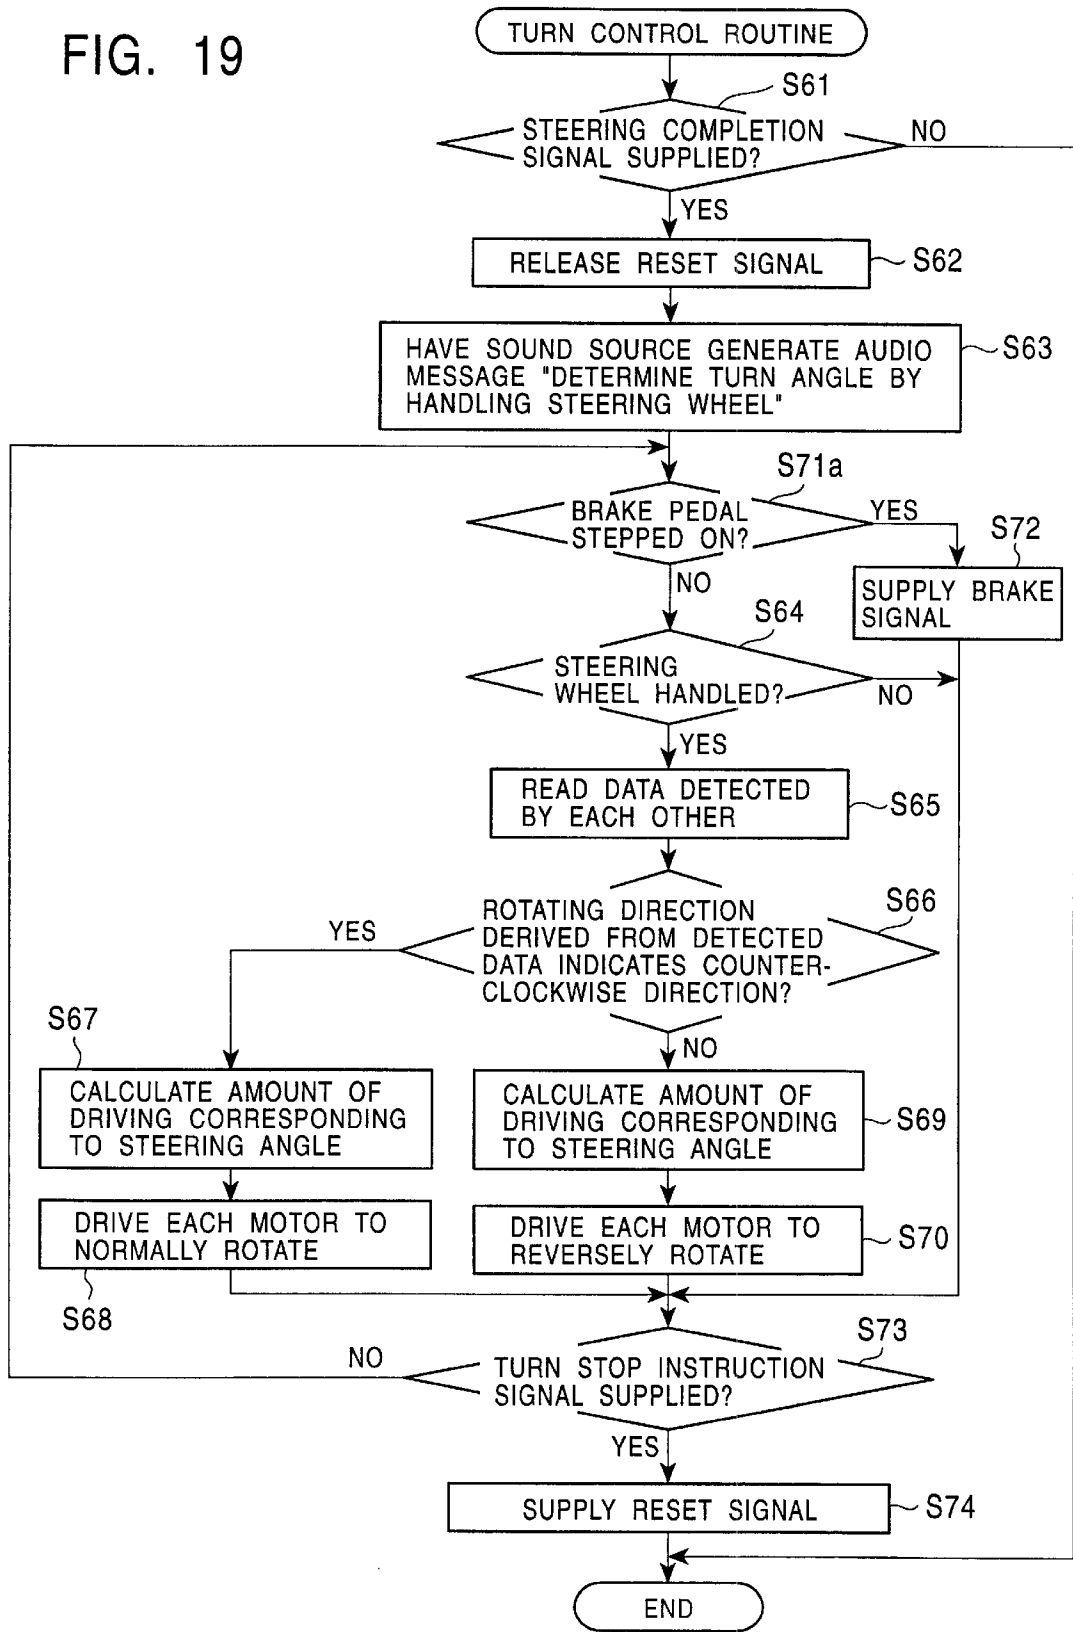 FIG. 19
TURN CONTROL ROUTINE
S61
STEERING COMPLETION
SIGNAL SUPPLIED?
NO
YES
RELEASE RESET SIGNAL
S62
HAVE SOUND SOURCE GENERATE AUDIO
MESSAGE "DETERMINE TURN ANGLE BY
HANDLING STEERING WHEEL"
S63
S71a
BRAKE PEDAL
STEPPED ON?
YES
NO
S72
SUPPLY BRAKE
SIGNAL
S64
STEERING
WHEEL HANDLED?
NO
YES
READ DATA DETECTED
BY EACH OTHER
S65
S66
ROTATING DIRECTION
DERIVED FROM DETECTED
DATA INDICATES COUNTER-
CLOCKWISE DIRECTION?
YES
NO
S67
CALCULATE AMOUNT OF
DRIVING CORRESPONDING
TO STEERING ANGLE
CALCULATE AMOUNT OF
DRIVING CORRESPONDING
TO STEERING ANGLE
S69
DRIVE EACH MOTOR TO
NORMALLY ROTATE
S68
DRIVE EACH MOTOR TO
REVERSELY ROTATE
S70
S73
TURN STOP INSTRUCTION
SIGNAL SUPPLIED?
NO
YES
SUPPLY RESET SIGNAL
S74
END